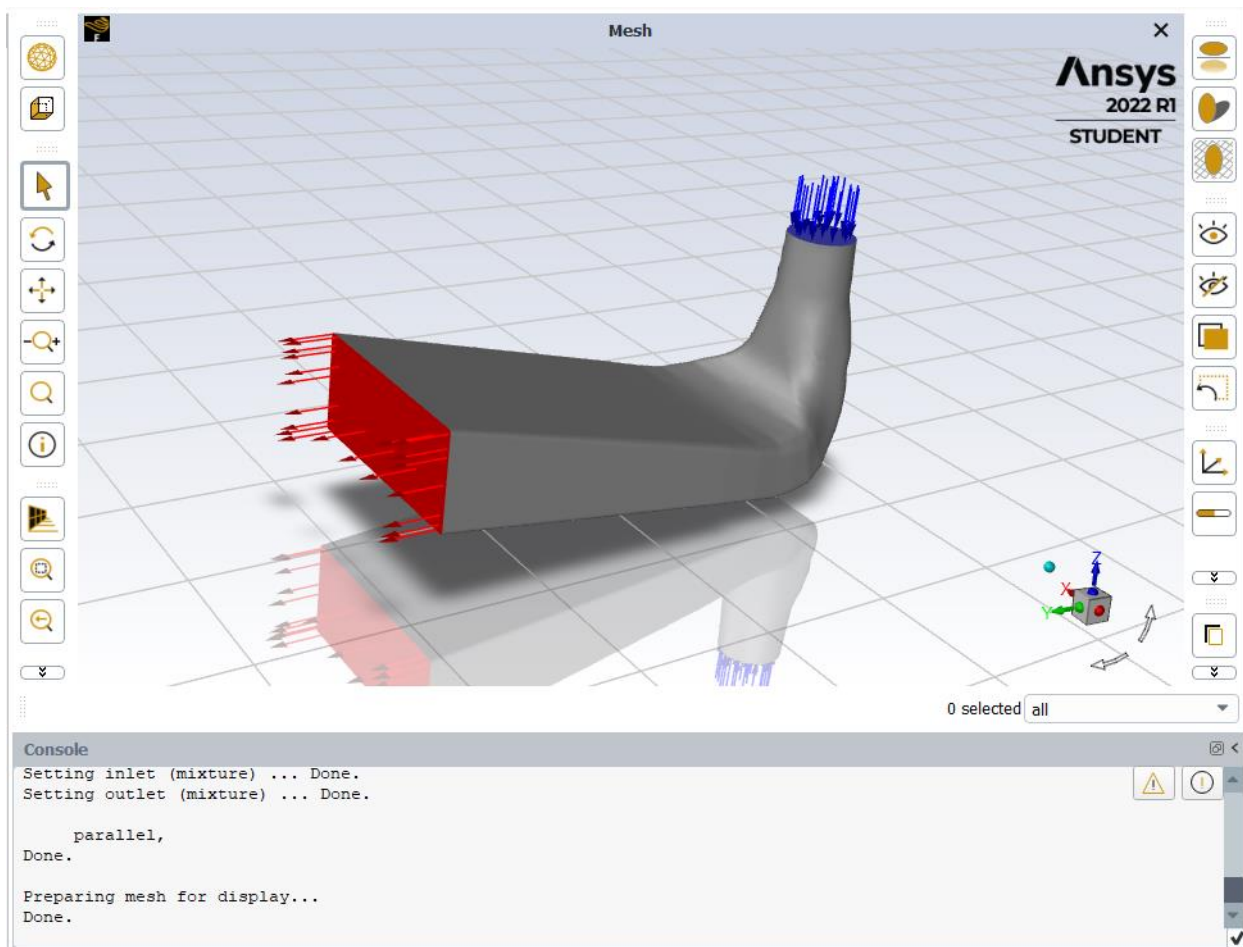 Mesh
Ansys
2022 R1
STUDENT
F
Z
X
Y
0 selected all
Console
Setting inlet (mixture) ... Done.
Setting outlet (mixture) ... Done.
parallel,
Done.
Preparing mesh for display...
Done.